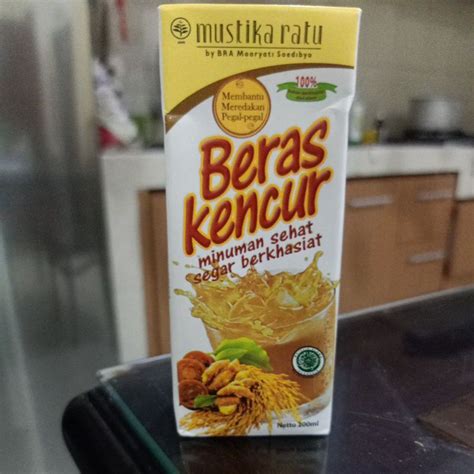 mustika ratu
by BRA Mooryati Soedibyo
Membantu
Meredakan
Pegal-pegal
100%
Beras
kencur
minuman sehat
segar berkhasiat
Netto 200ml